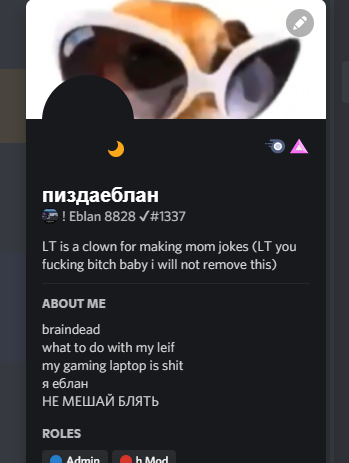 пиздаеблан
! Eblan 8828 ✓#1337
LT is a clown for making mom jokes (LT you
fucking bitch baby i will not remove this)
ABOUT ME
braindead
what to do with my leif
my gaming laptop is shit
я еблан
НЕ МЕШАЙ БЛЯТЬ
ROLES
Admin h Mod